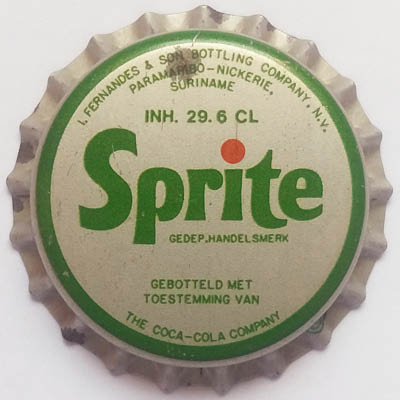 I. FERNANDES & SON BOTTLING COMPANY, N.V.
PARAMARIBO-NICKERIE,
SURINAME
INH. 29.6 CL
Sprite
GEDEP.HANDELSMERK
GEBOTTELD MET
TOESTEMMING VAN
THE COCA-COLA COMPANY